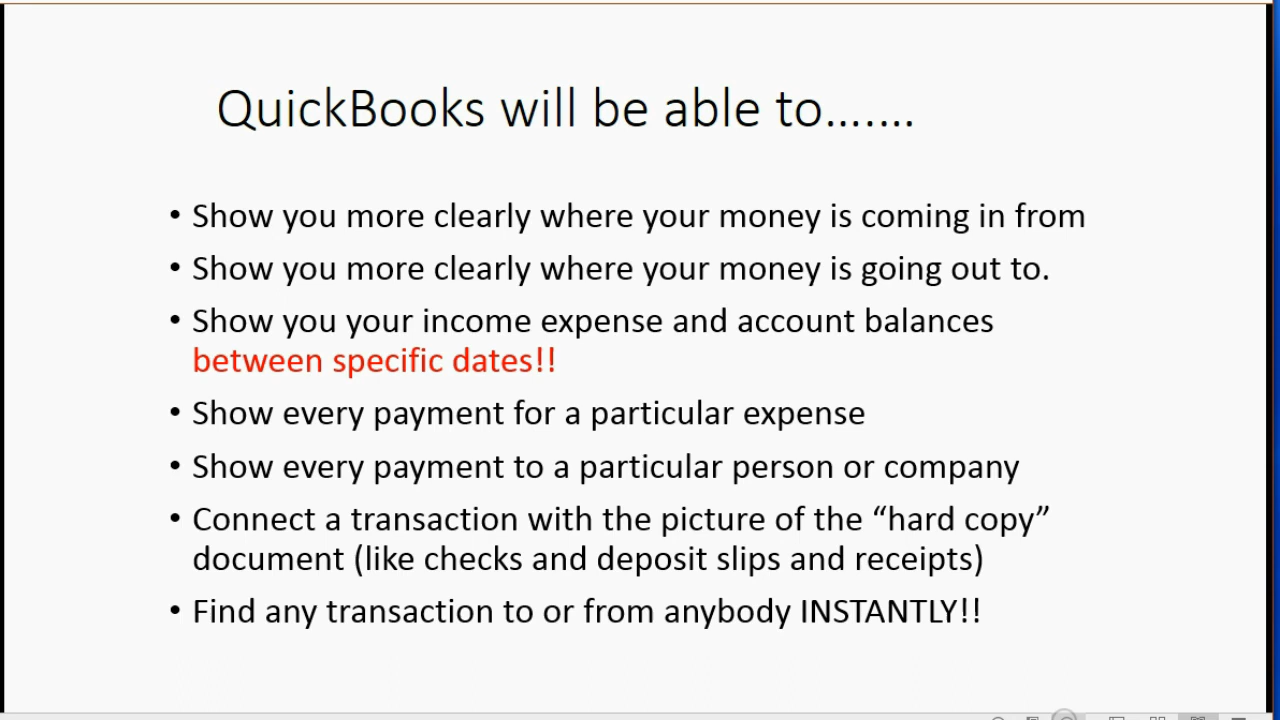 QuickBooks will be able to…….
• Show you more clearly where your money is coming in from
• Show you more clearly where your money is going out to.
• Show you your income expense and account balances
between specific dates!!
• Show every payment for a particular expense
• Show every payment to a particular person or company
• Connect a transaction with the picture of the “hard copy”
document (like checks and deposit slips and receipts)
• Find any transaction to or from anybody INSTANTLY!!